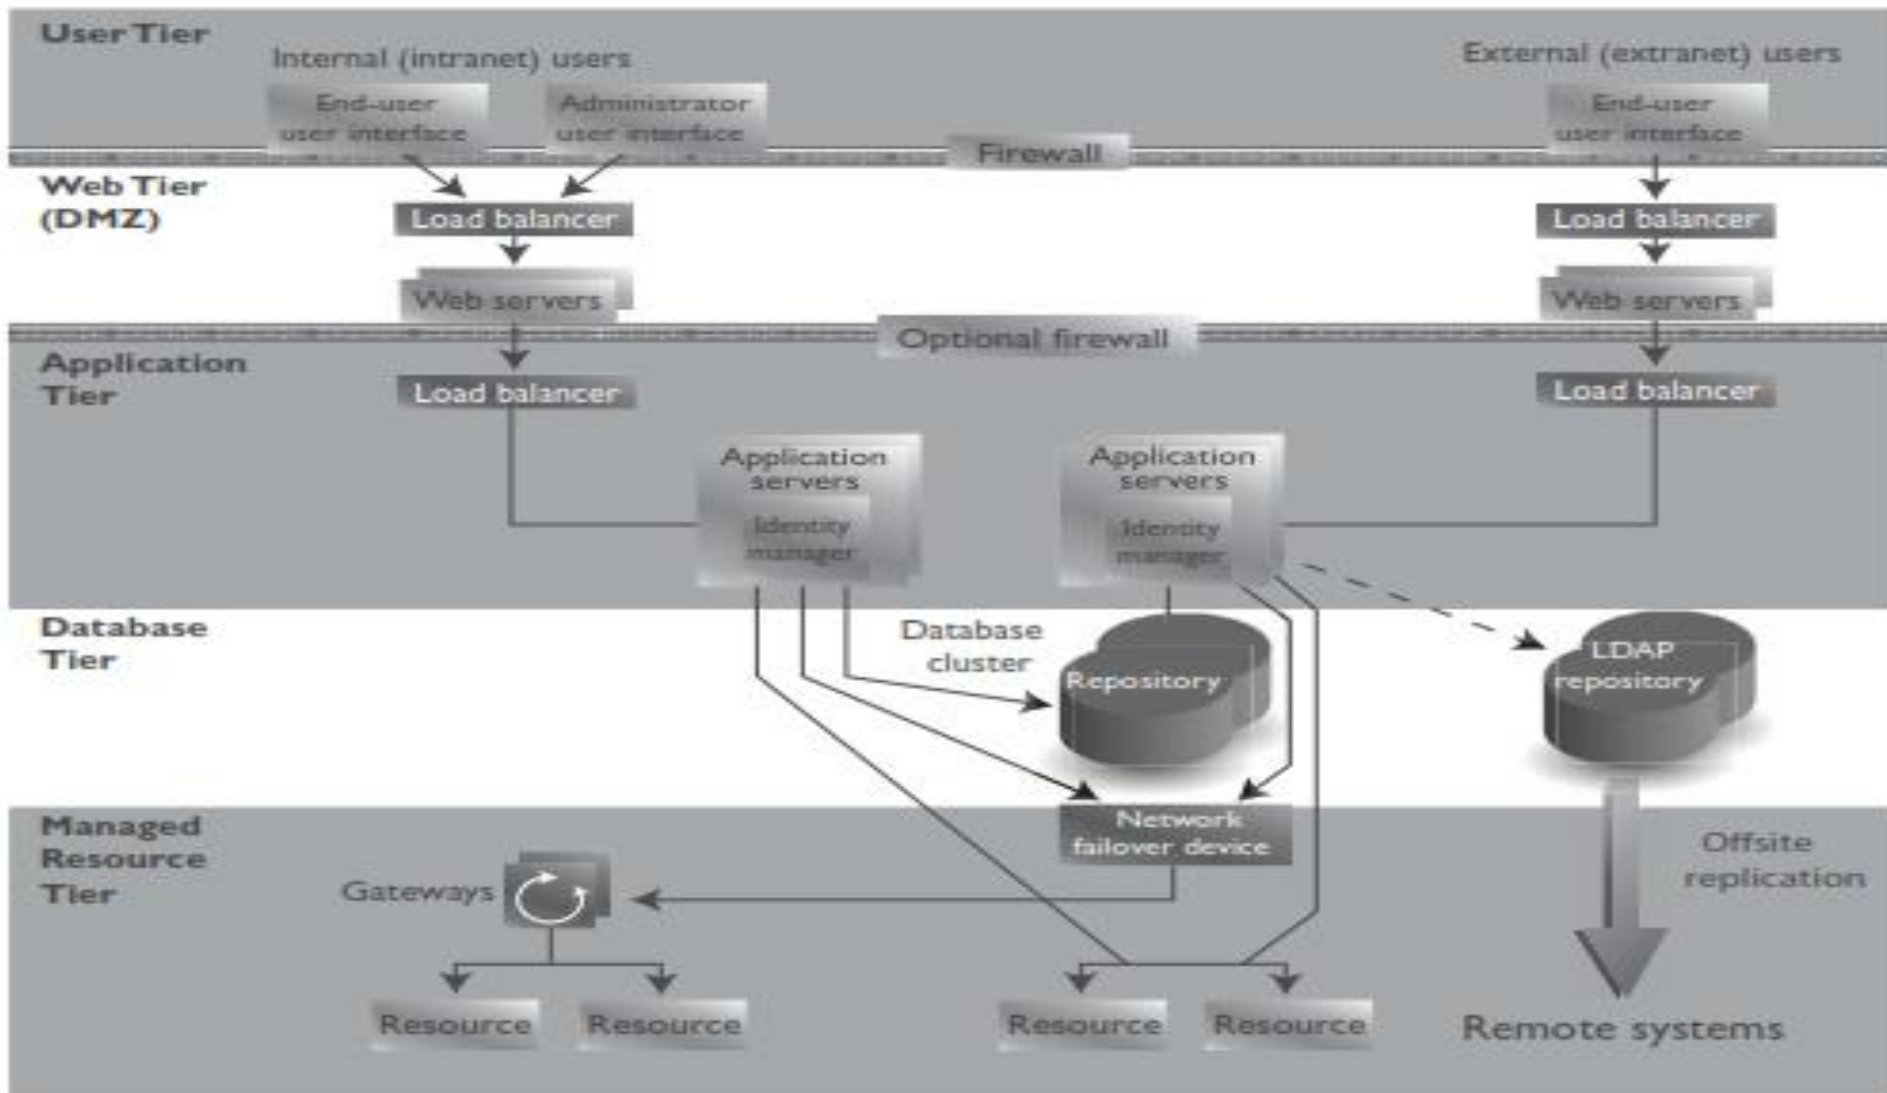 User Tier
Internal (intranet) users
External (extranet) users
End-user
user interface
Administrator
user interface
End-user
user interface
Firewall
Web Tier
(DMZ)
Load balancer
Load balancer
Web servers
Web servers
Optional firewall
Application
Tier
Load balancer
Load balancer
Application
servers
Identity
manager
Application
servers
Identity
manager
Database
Tier
Database
cluster
Repository
LDAP
repository
Managed
Resource
Tier
Network
failover device
Gateways
Offsite
replication
Resource
Resource
Resource
Resource
Remote systems